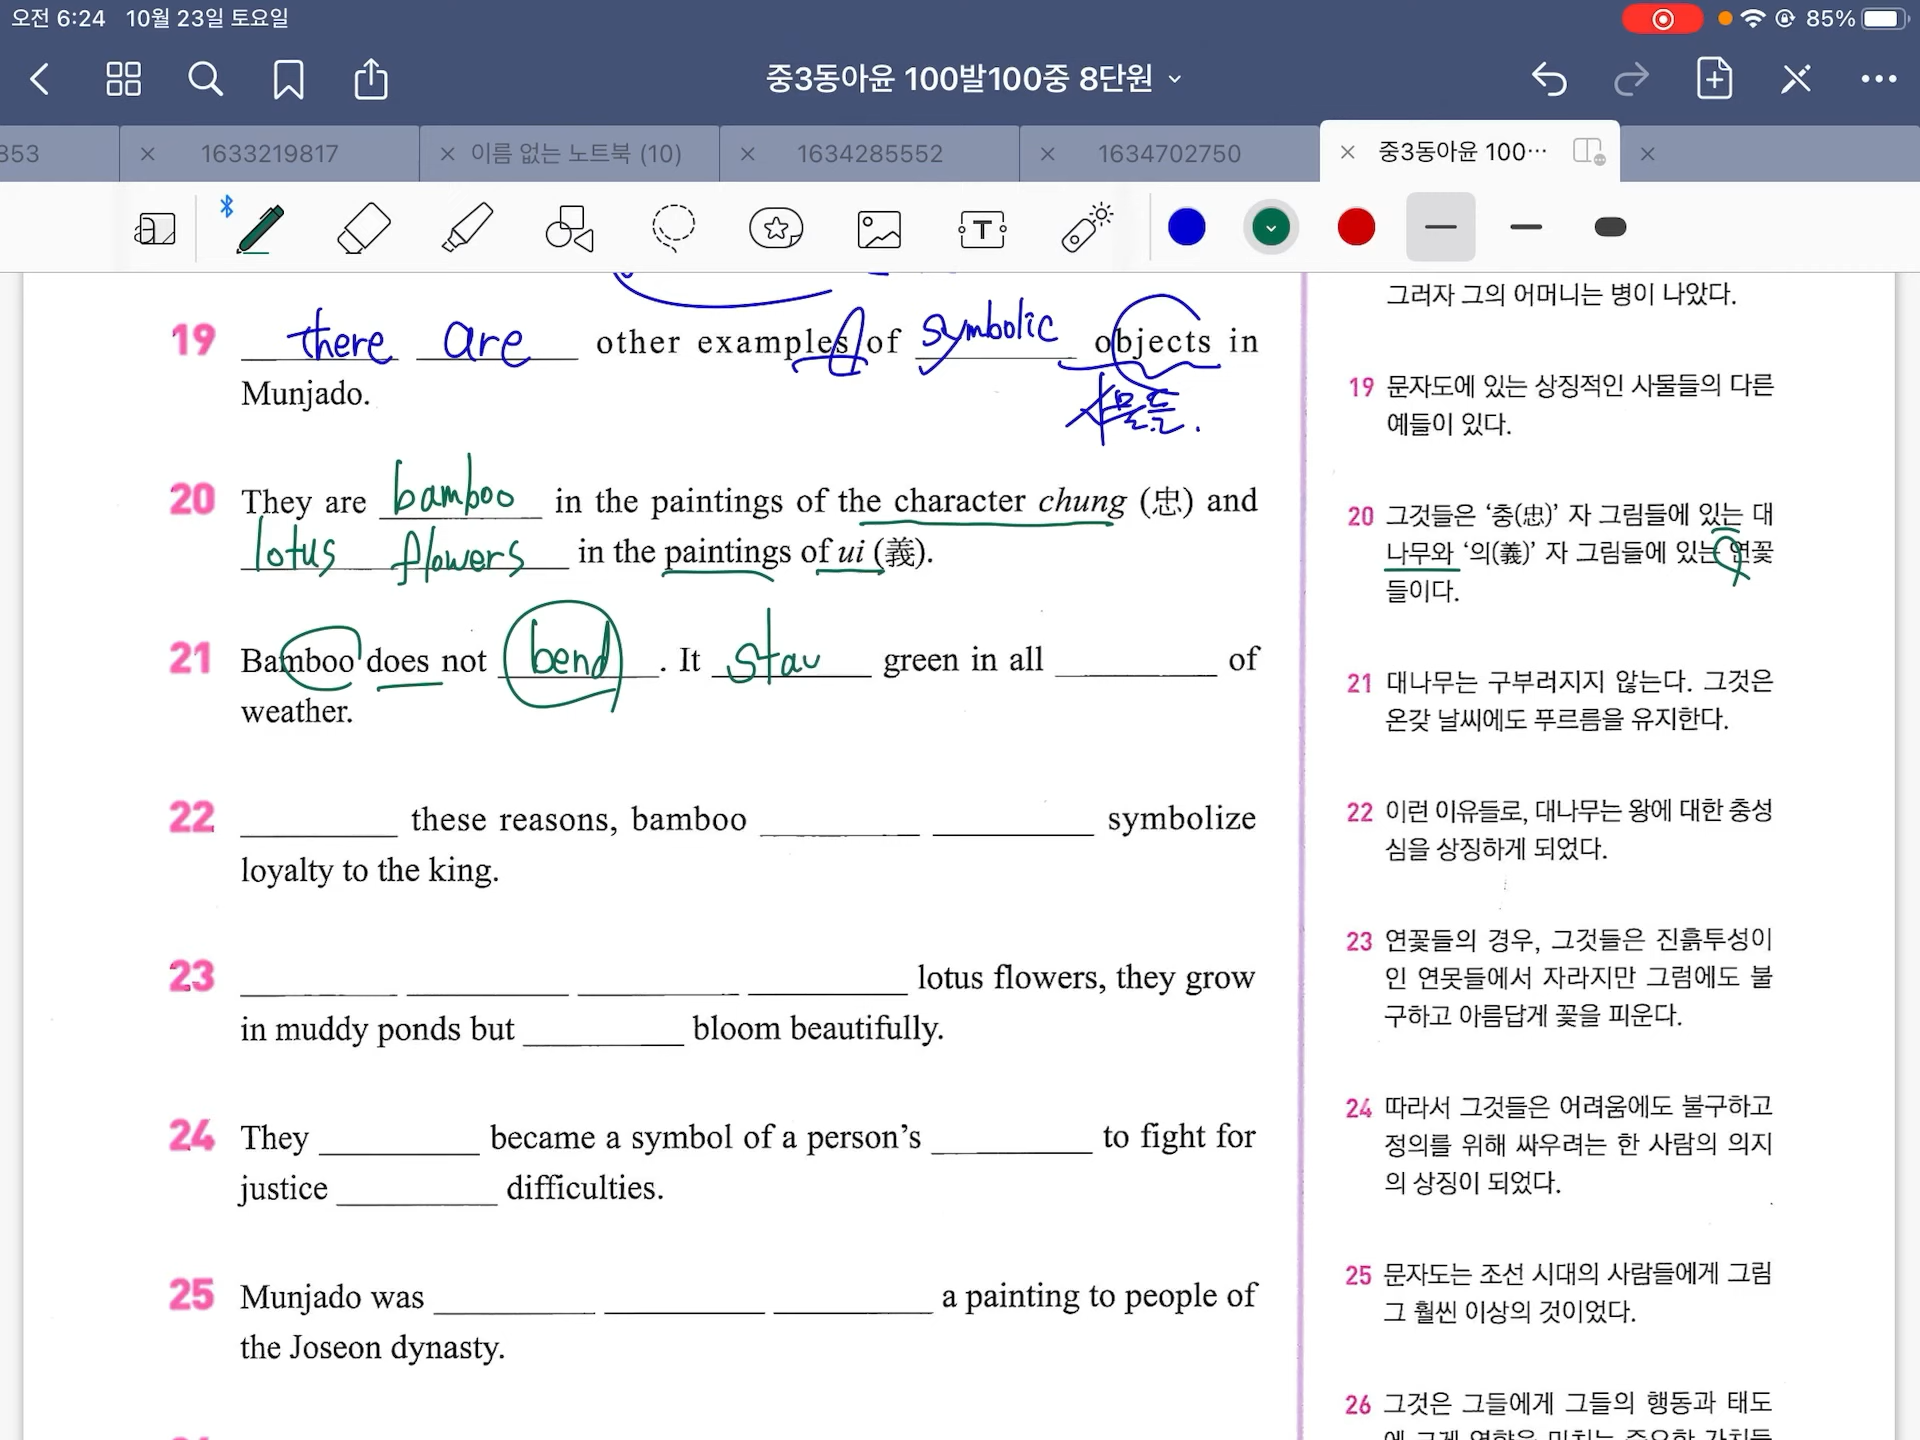 오전 6:24 10월 23일 토요일
85%
중3동아윤 100발100중 8단원
853
1633219817
이름 없는 노트북 (10)
1634285552
1634702750
중3동아윤 100…
19 there are other examples of symbolic objects in
Munjado.
사물들.
20 They are bamboo in the paintings of the character chung (忠) and
lotus flowers in the paintings of ui (義).
21 Bamboo does not bend. It stay green in all of
weather.
22 these reasons, bamboo symbolize
loyalty to the king.
23 lotus flowers, they grow
in muddy ponds but bloom beautifully.
24 They became a symbol of a person's to fight for
justice difficulties.
25 Munjado was a painting to people of
the Joseon dynasty.
그러자 그의 어머니는 병이 나았다.
19 문자도에 있는 상징적인 사물들의 다른
예들이 있다.
20 그것들은 '충(忠)' 자 그림들에 있는 대
나무와 '의(義)' 자 그림들에 있는 연꽃
들이다.
21 대나무는 구부러지지 않는다. 그것은
온갖 날씨에도 푸르름을 유지한다.
22 이런 이유들로, 대나무는 왕에 대한 충성
심을 상징하게 되었다.
23 연꽃들의 경우, 그것들은 진흙투성이
인 연못들에서 자라지만 그럼에도 불
구하고 아름답게 꽃을 피운다.
24 따라서 그것들은 어려움에도 불구하고
정의를 위해 싸우려는 한 사람의 의지
의 상징이 되었다.
25 문자도는 조선 시대의 사람들에게 그림
그 훨씬 이상의 것이었다.
26 그것은 그들에게 그들의 행동과 태도